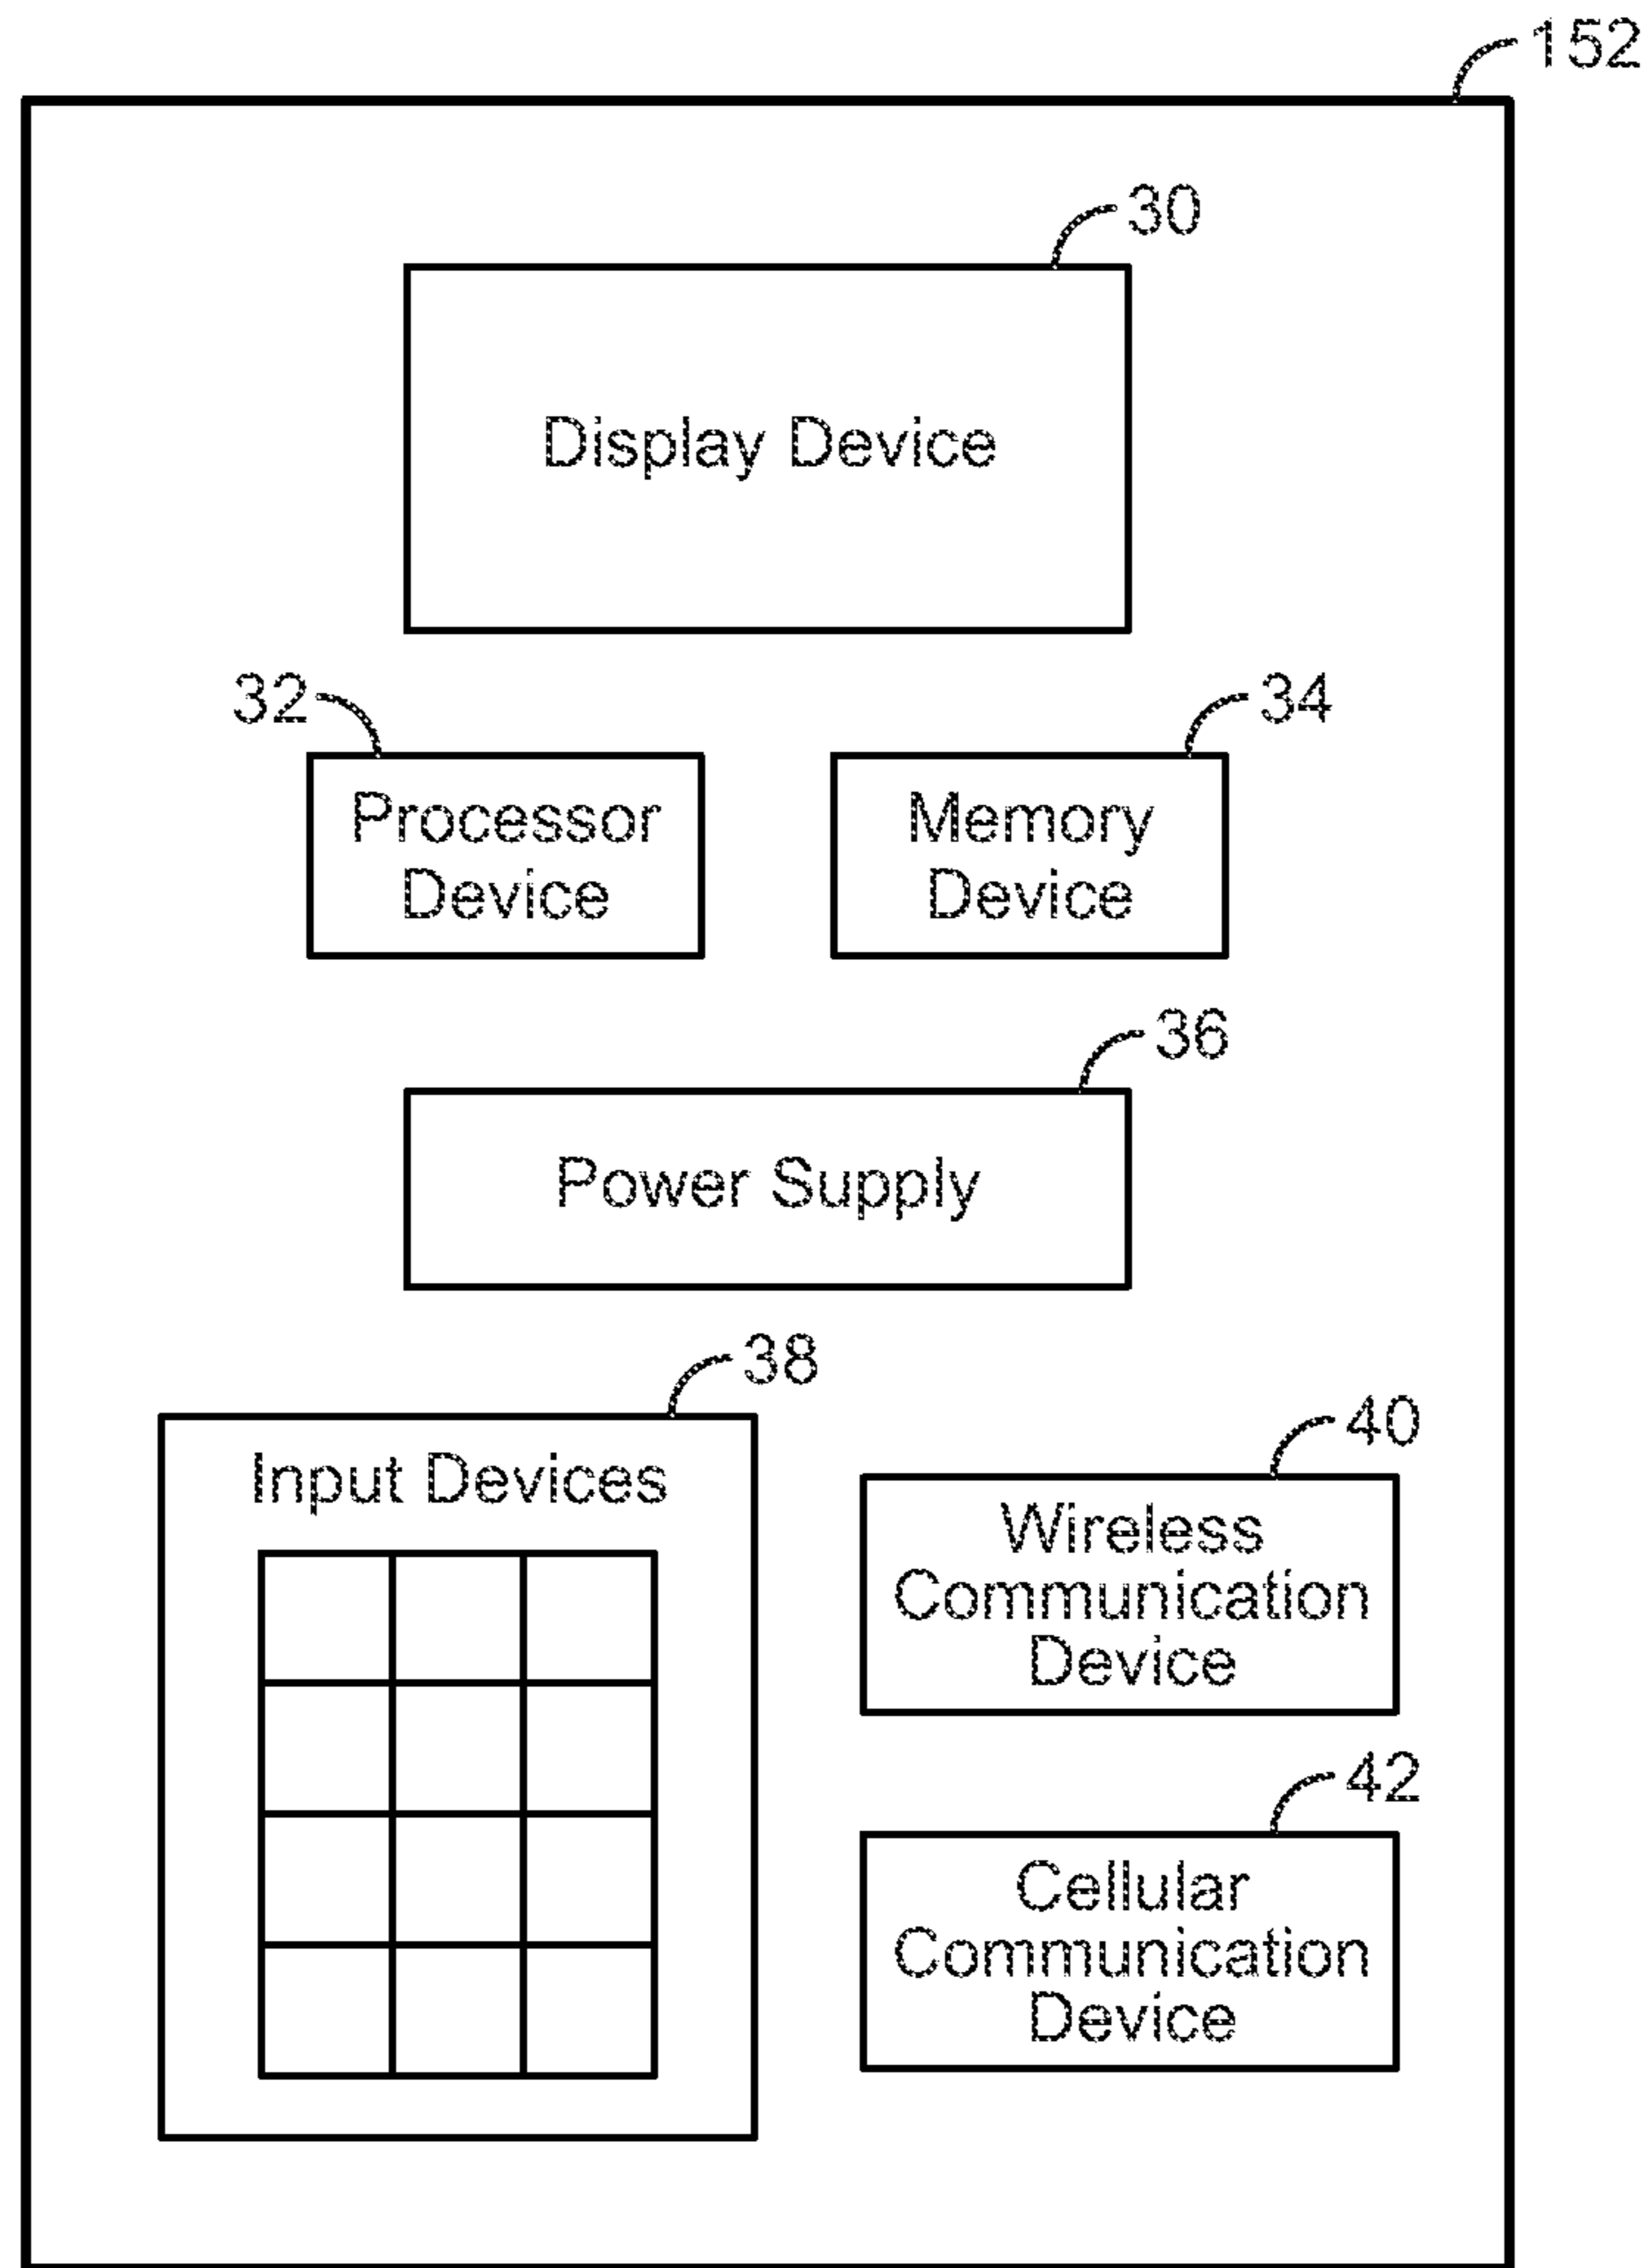 152
30
Display Device
32
34
Processor
Device
Memory
Device
36
Power Supply
38
Input Devices
40
Wireless
Communication
Device
42
Cellular
Communication
Device